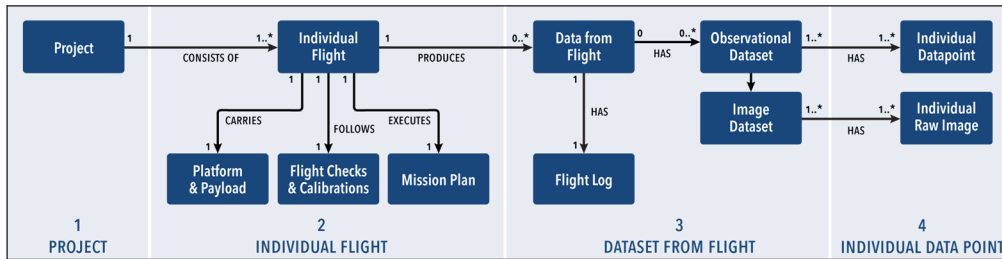 Project
1
CONSISTS OF
1..*
Individual
Flight
1
PRODUCES
0..*
Data from
Flight
0
HAS
0..*
Observational
Dataset
1..*
HAS
1..*
Individual
Datapoint
1
1
1
CARRIES
FOLLOWS
EXECUTES
1
1
1
Platform
& Payload
Flight Checks
& Calibrations
Mission Plan
1
HAS
1
Flight Log
Image
Dataset
1..*
HAS
1..*
Individual
Raw Image
1
PROJECT
2
INDIVIDUAL FLIGHT
3
DATASET FROM FLIGHT
4
INDIVIDUAL DATA POINT